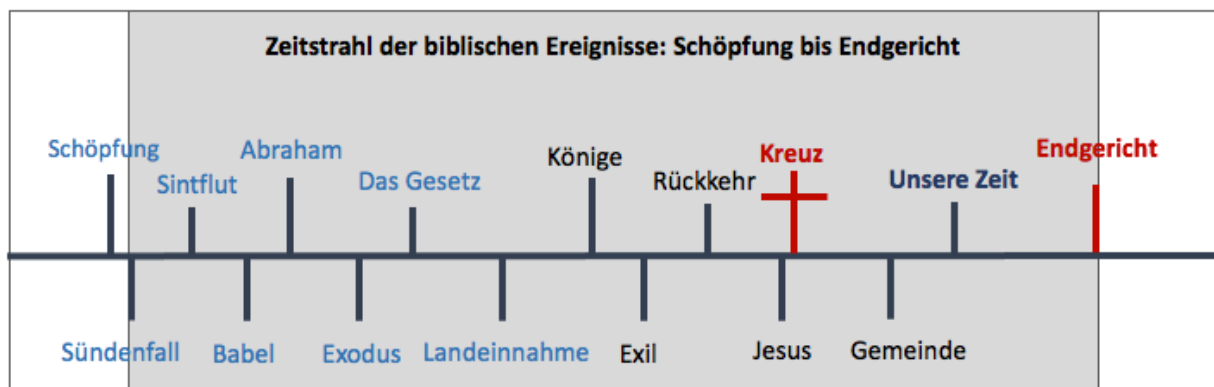 Zeitstrahl der biblischen Ereignisse: Schöpfung bis Endgericht
Schöpfung
Sintflut
Abraham
Das Gesetz
Könige
Rückkehr
Kreuz
Unsere Zeit
Endgericht
Sündenfall
Babel
Exodus
Landeinnahme
Exil
Jesus
Gemeinde